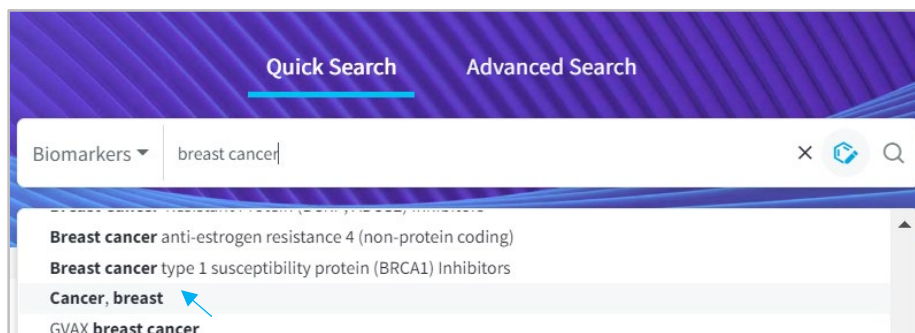 Quick Search Advanced Search
Biomarkers breast cancer
Breast cancer anti-estrogen resistance 4 (non-protein coding)
Breast cancer type 1 susceptibility protein (BRCA1) Inhibitors
Cancer, breast
GVAX breast cancer